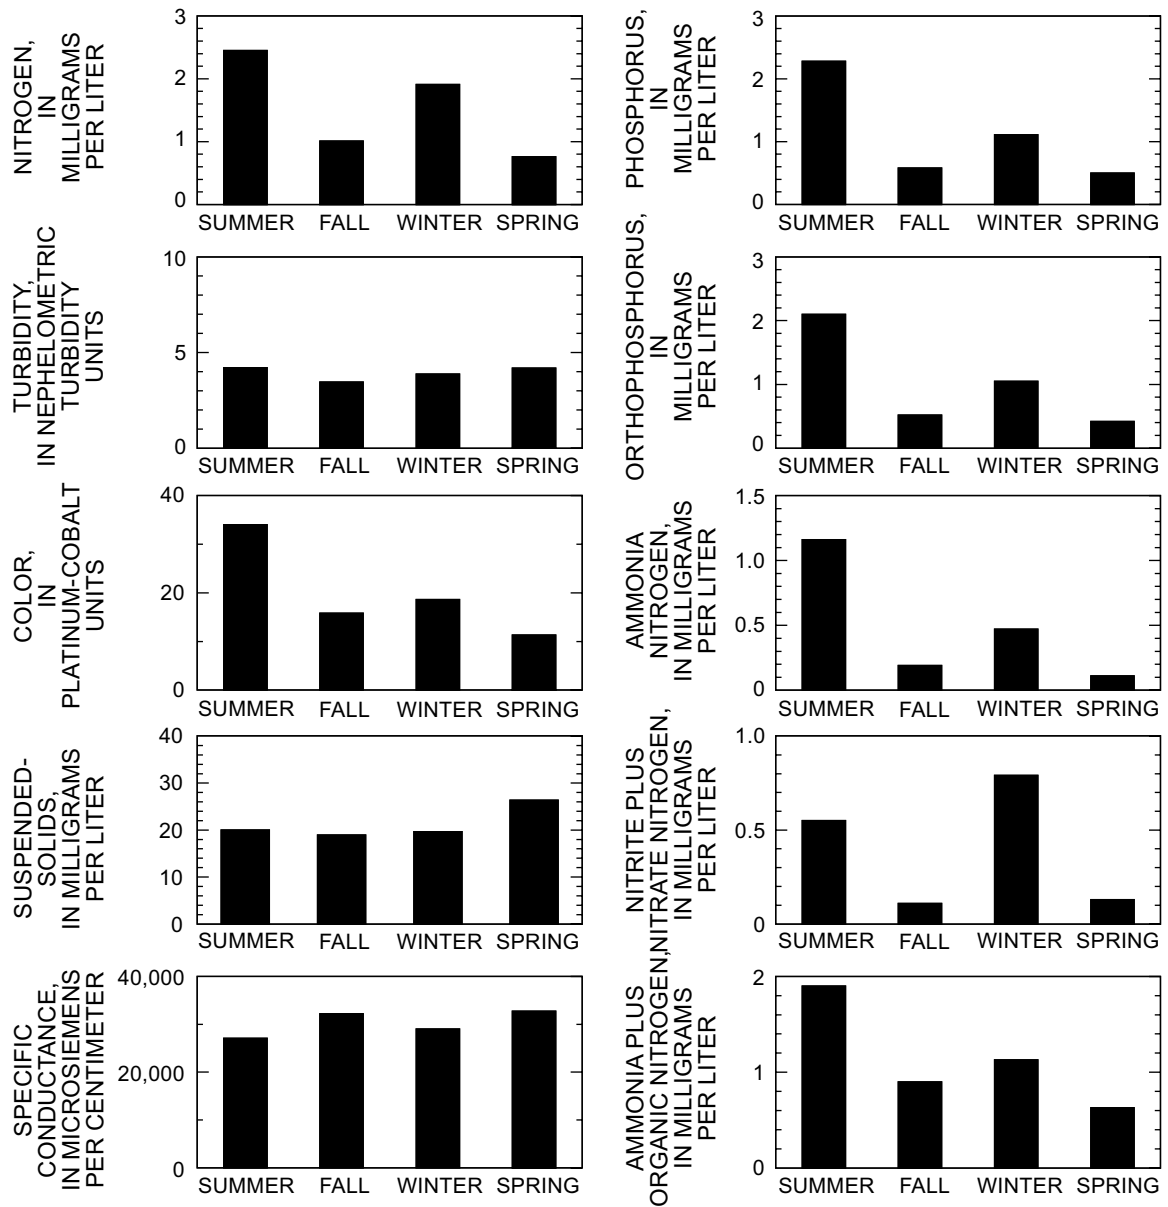 NITROGEN,
IN
MILLIGRAMS
PER LITER
3
2
1
0
SUMMER FALL WINTER SPRING
PHOSPHORUS,
IN
MILLIGRAMS
PER LITER
3
2
1
0
SUMMER FALL WINTER SPRING
TURBIDITY,
IN NEPHELOMETRIC
TURBIDITY
UNITS
10
5
0
SUMMER FALL WINTER SPRING
ORTHOPHOSPHORUS,
IN
MILLIGRAMS
PER LITER
3
2
1
0
SUMMER FALL WINTER SPRING
COLOR,
IN
PLATINUM-COBALT
UNITS
40
20
0
SUMMER FALL WINTER SPRING
AMMONIA
NITROGEN,
IN MILLIGRAMS
PER LITER
1.5
1.0
0.5
0
SUMMER FALL WINTER SPRING
SUSPENDED-
SOLIDS,
IN MILLIGRAMS
PER LITER
40
30
20
10
0
SUMMER FALL WINTER SPRING
NITRITE PLUS
NITRATE NITROGEN,
IN MILLIGRAMS
PER LITER
1.0
0.5
0
SUMMER FALL WINTER SPRING
SPECIFIC
CONDUCTANCE,
IN MICROSIEMENS
PER CENTIMETER
40,000
20,000
0
SUMMER FALL WINTER SPRING
AMMONIA PLUS
ORGANIC NITROGEN,
IN MILLIGRAMS
PER LITER
2
1
0
SUMMER FALL WINTER SPRING